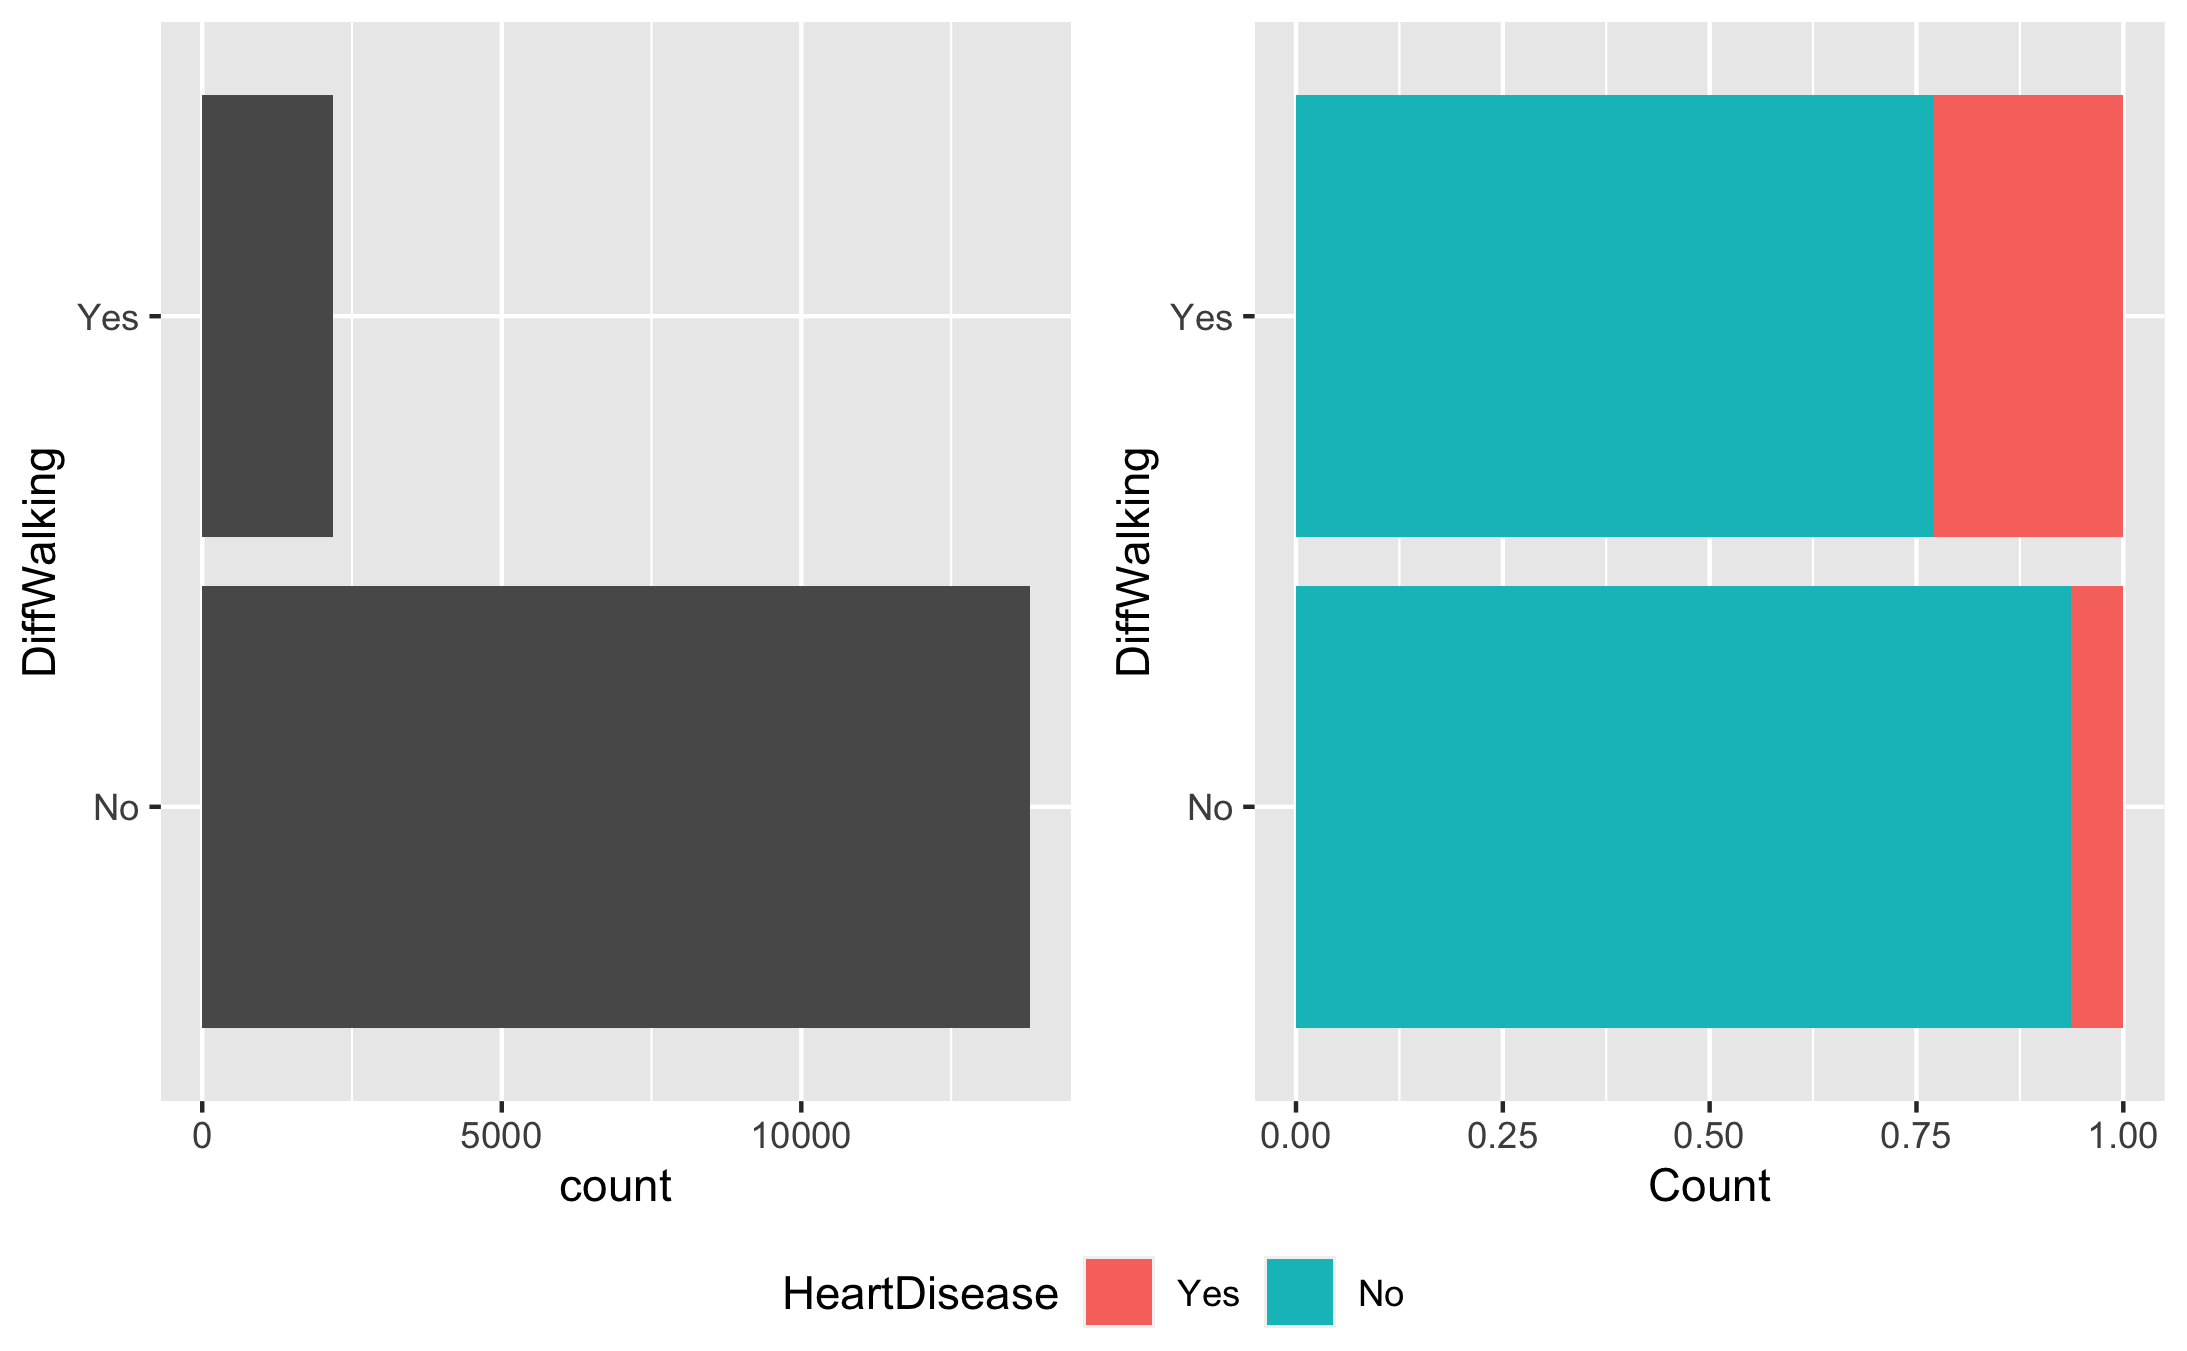 DiffWalking
Yes
No
0 5000 10000
count
DiffWalking
Yes
No
0.00 0.25 0.50 0.75 1.00
Count
HeartDisease Yes No